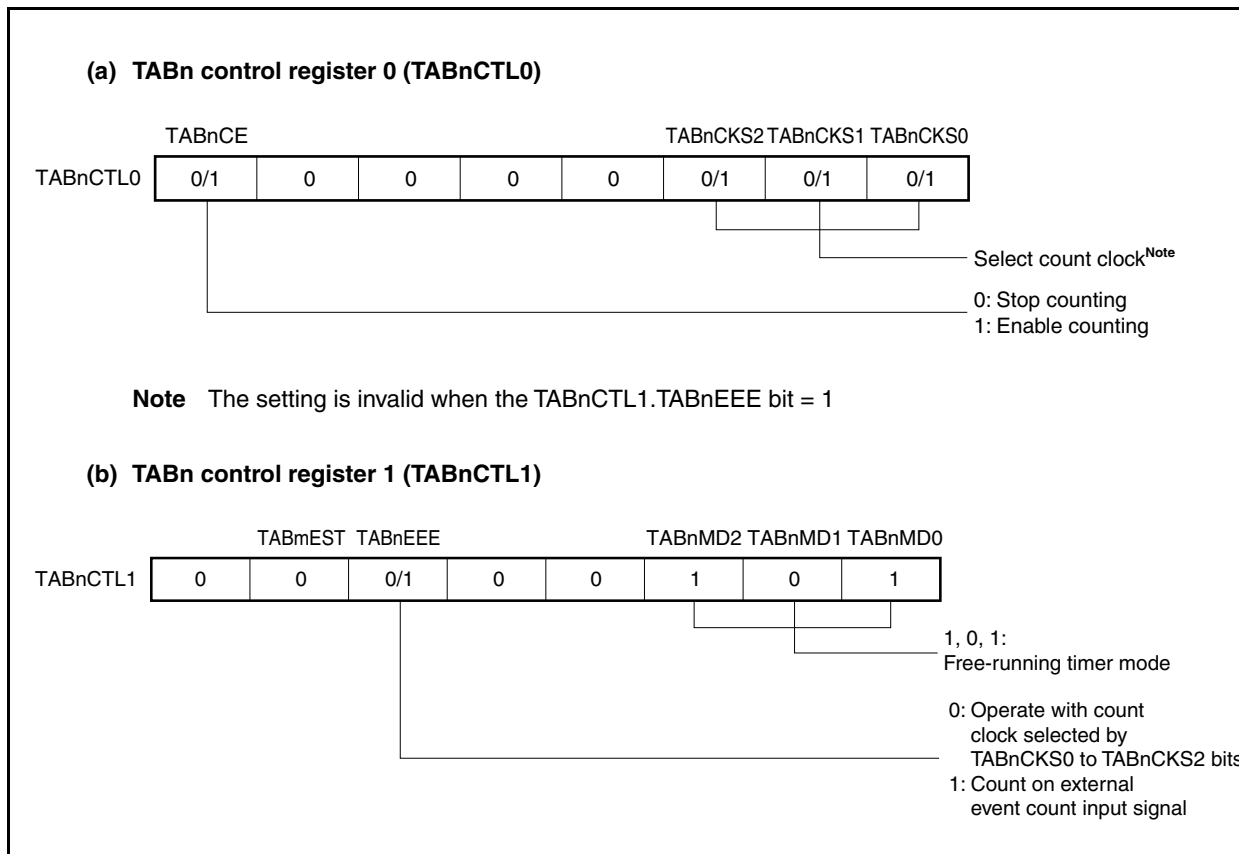 (a) TABn control register 0 (TABnCTL0)
TABnCE TABnCKS2 TABnCKS1 TABnCKS0
TABnCTL0 0/1 0 0 0 0 0/1 0/1 0/1
Select count clockNote
0: Stop counting
1: Enable counting
Note The setting is invalid when the TABnCTL1.TABnEEE bit = 1
(b) TABn control register 1 (TABnCTL1)
TABmEST TABnEEE TABnMD2 TABnMD1 TABnMD0
TABnCTL1 0 0 0/1 0 0 1 0 1
1, 0, 1:
Free-running timer mode
0: Operate with count
clock selected by
TABnCKS0 to TABnCKS2 bits
1: Count on external
event count input signal